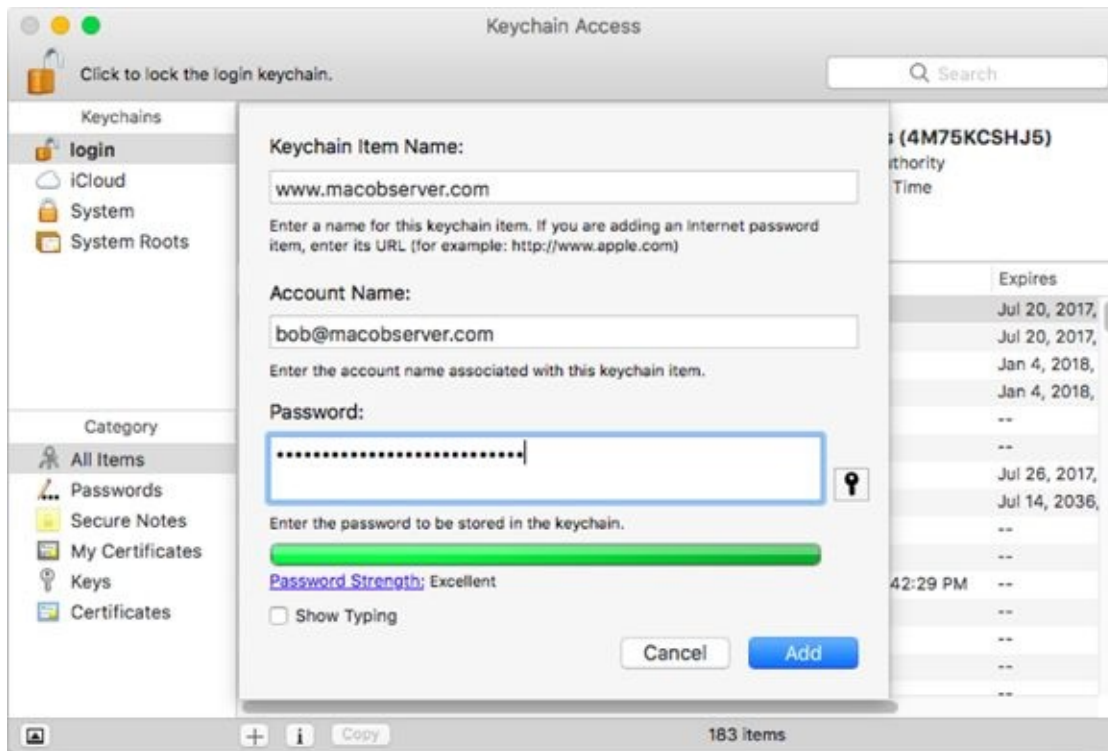 Keychain Access
Click to lock the login keychain.
Search
Keychains
login
iCloud
System
System Roots
Category
All Items
Passwords
Secure Notes
My Certificates
Keys
Certificates
Keychain Item Name:
www.macobserver.com
Enter a name for this keychain item. If you are adding an Internet password
item, enter its URL (for example: http://www.apple.com)
Account Name:
bob@macobserver.com
Enter the account name associated with this keychain item.
Password:
Enter the password to be stored in the keychain.
Password Strength: Excellent
Show Typing
Cancel Add
(4M75KCSHJ5)
Time
Expires
Jul 20, 2017,
Jul 20, 2017,
Jan 4, 2018,
Jan 4, 2018,
--
--
Jul 26, 2017,
Jul 14, 2036,
--
--
42:29 PM --
--
--
--
--
Copy
183 items